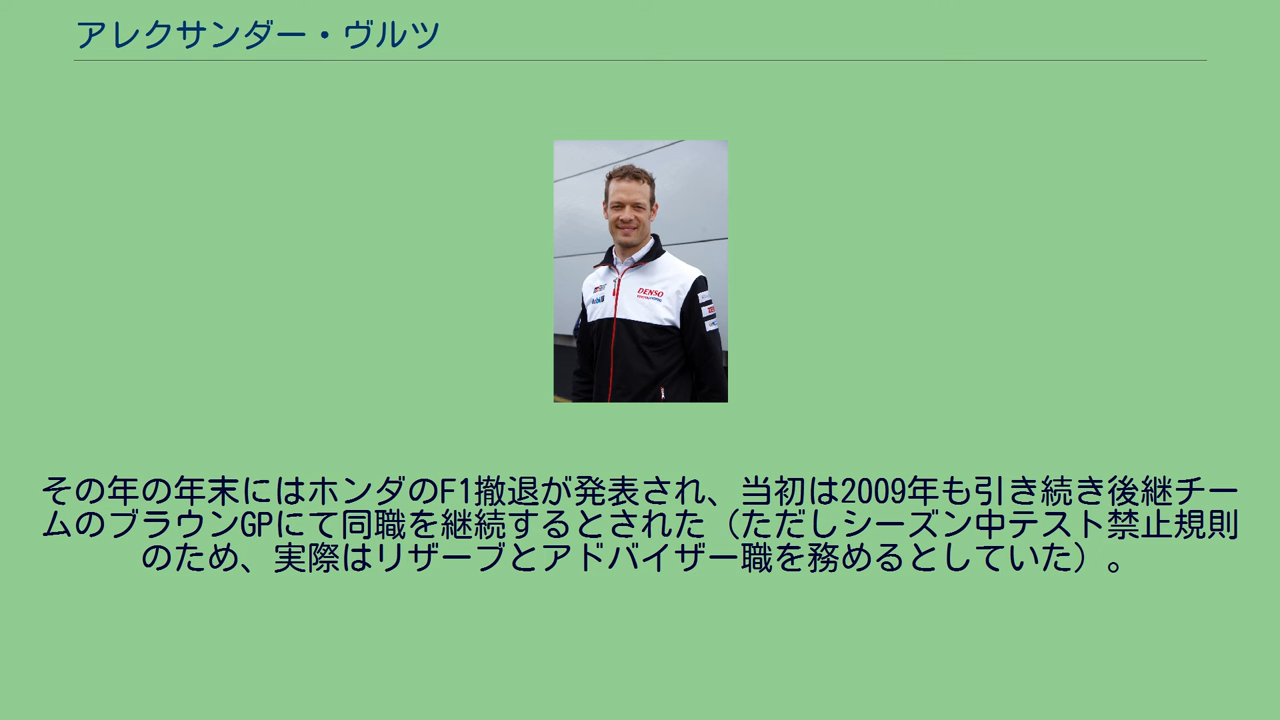 アレクサンダー・ヴルツ
DENSO
その年の年末にはホンダのF1撤退が発表され、当初は2009年も引き続き後継チー
ムのブラウンGPにて同職を継続するとされた（ただしシーズン中テスト禁止規則
のため、実際はリザーブとアドバイザー職を務めるとしていた）。